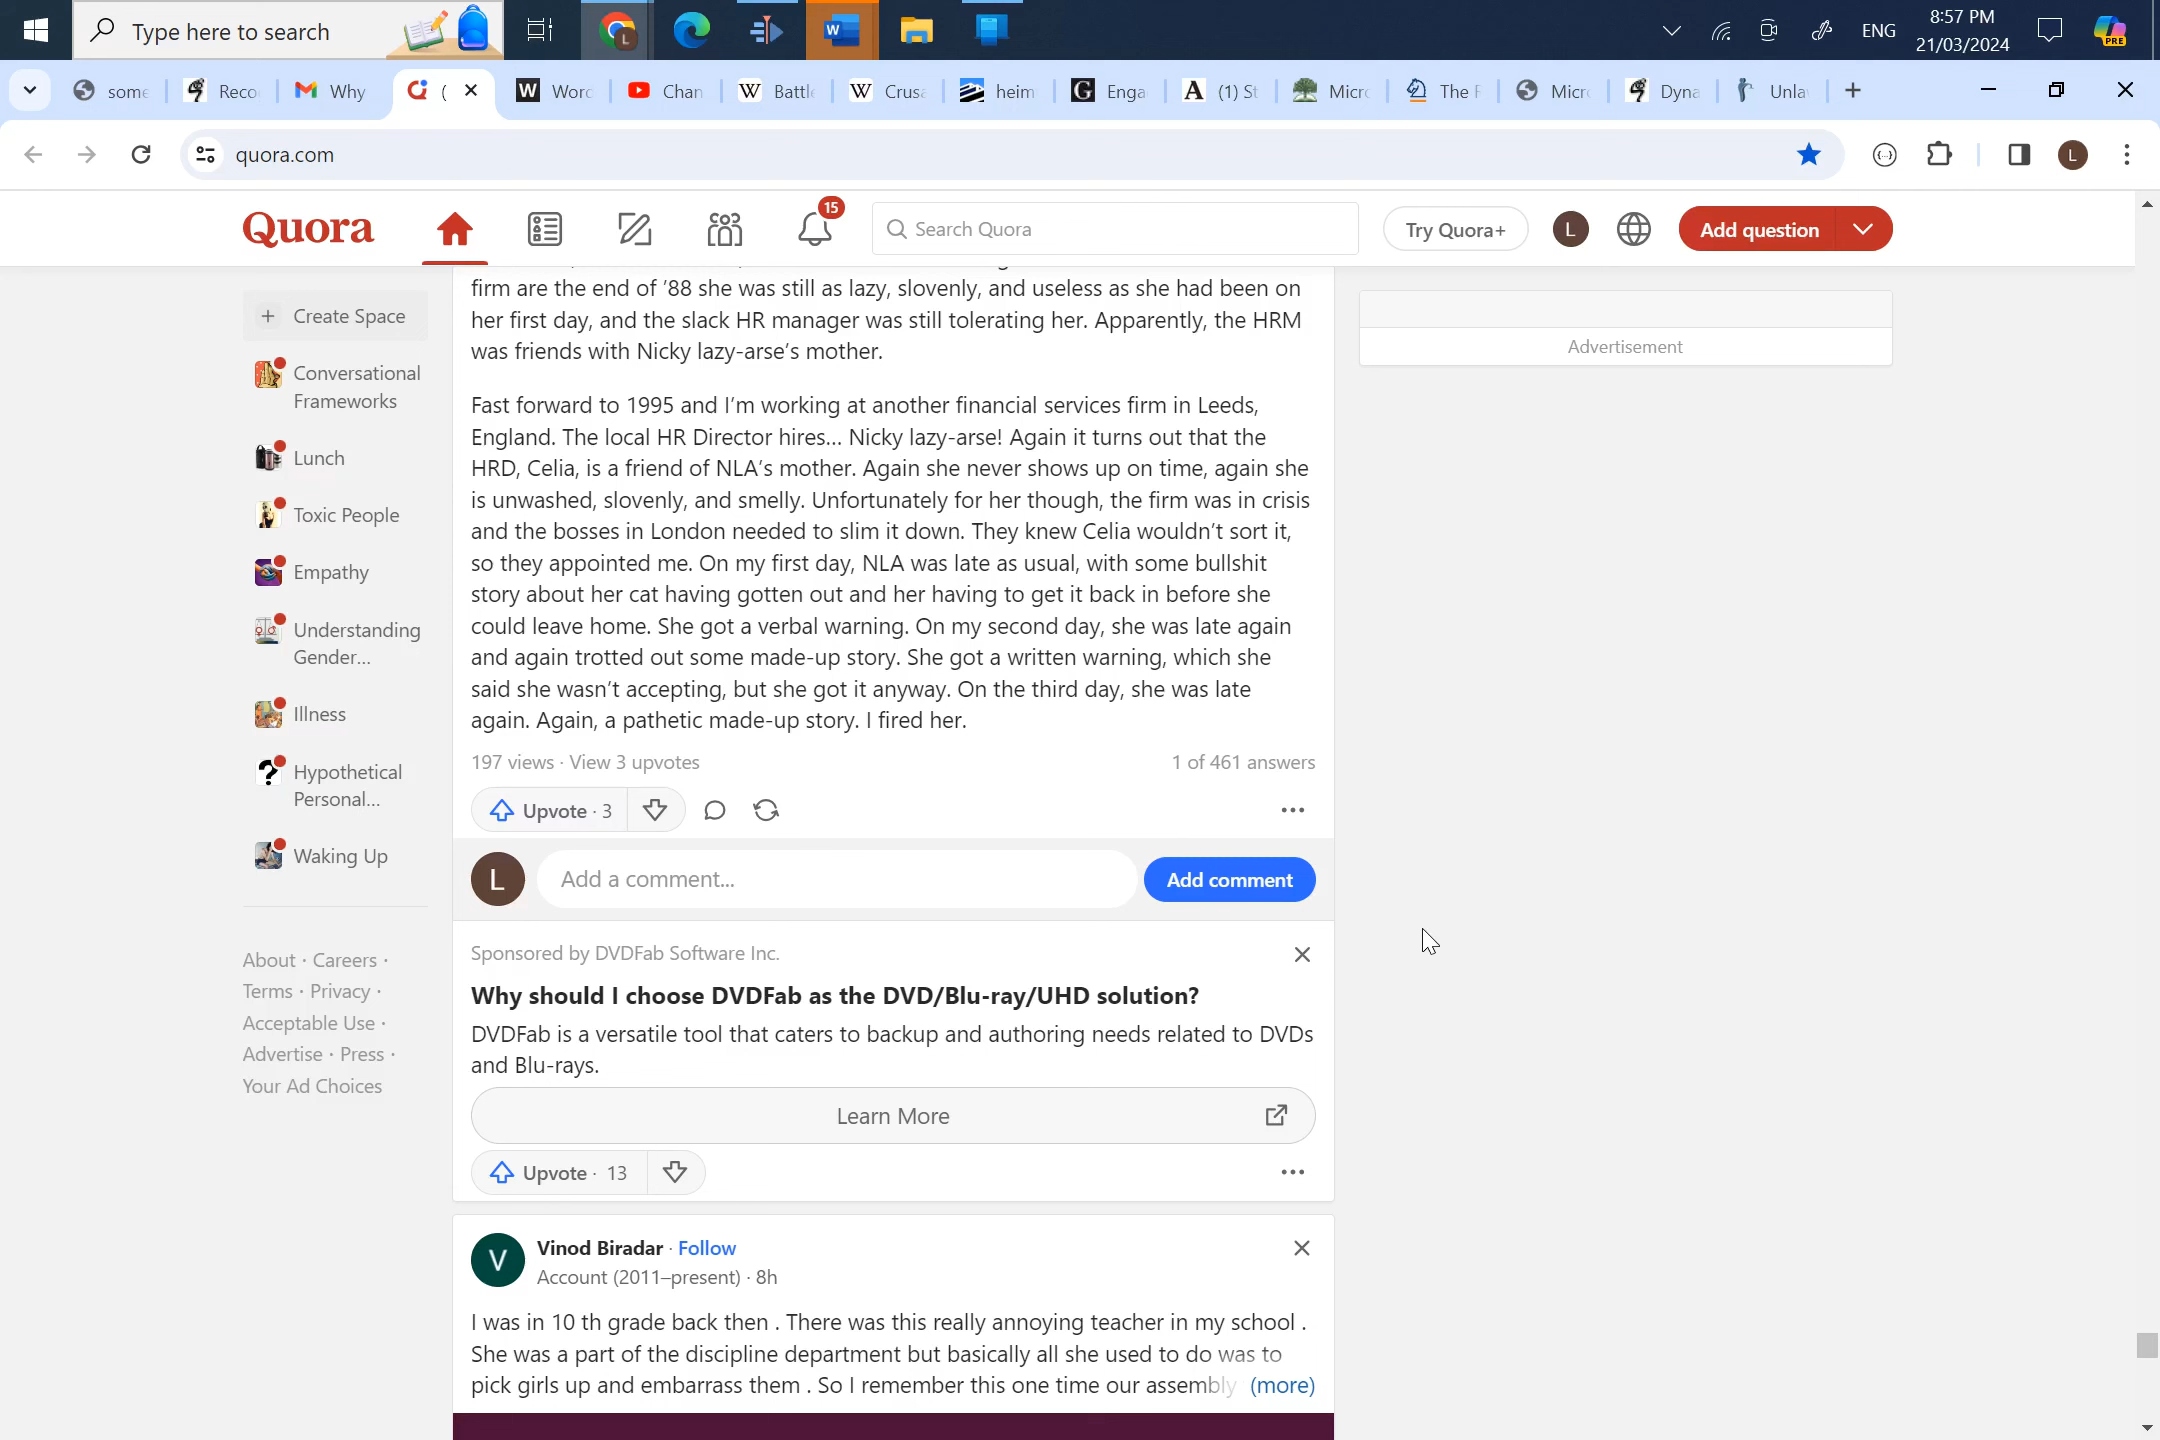 Type here to search
ENG
8:57 PM
21/03/2024
PRE
some
Reco
Why
(
Word
Chan
Battle
Crusa
heim
Enga
(1) St
Micro
The F
Micro
Dyna
Unla
quora.com
L
Quora
15
Search Quora
Try Quora+
L
Add question
Create Space
Conversational
Frameworks
Lunch
Toxic People
Empathy
Understanding
Gender...
Illness
Hypothetical
Personal...
Waking Up
About · Careers ·
Terms · Privacy ·
Acceptable Use ·
Advertise · Press ·
Your Ad Choices
firm are the end of ’88 she was still as lazy, slovenly, and useless as she had been on
her first day, and the slack HR manager was still tolerating her. Apparently, the HRM
was friends with Nicky lazy-arse’s mother.
Fast forward to 1995 and I’m working at another financial services firm in Leeds,
England. The local HR Director hires... Nicky lazy-arse! Again it turns out that the
HRD, Celia, is a friend of NLA’s mother. Again she never shows up on time, again she
is unwashed, slovenly, and smelly. Unfortunately for her though, the firm was in crisis
and the bosses in London needed to slim it down. They knew Celia wouldn’t sort it,
so they appointed me. On my first day, NLA was late as usual, with some bullshit
story about her cat having gotten out and her having to get it back in before she
could leave home. She got a verbal warning. On my second day, she was late again
and again trotted out some made-up story. She got a written warning, which she
said she wasn’t accepting, but she got it anyway. On the third day, she was late
again. Again, a pathetic made-up story. I fired her.
197 views · View 3 upvotes
1 of 461 answers
Upvote · 3
L
Add a comment...
Add comment
Sponsored by DVDFab Software Inc.
Why should I choose DVDFab as the DVD/Blu-ray/UHD solution?
DVDFab is a versatile tool that caters to backup and authoring needs related to DVDs
and Blu-rays.
Learn More
Upvote · 13
V
Vinod Biradar · Follow
Account (2011–present) · 8h
I was in 10 th grade back then . There was this really annoying teacher in my school .
She was a part of the discipline department but basically all she used to do was to
pick girls up and embarrass them . So I remember this one time our assembly (more)
Advertisement